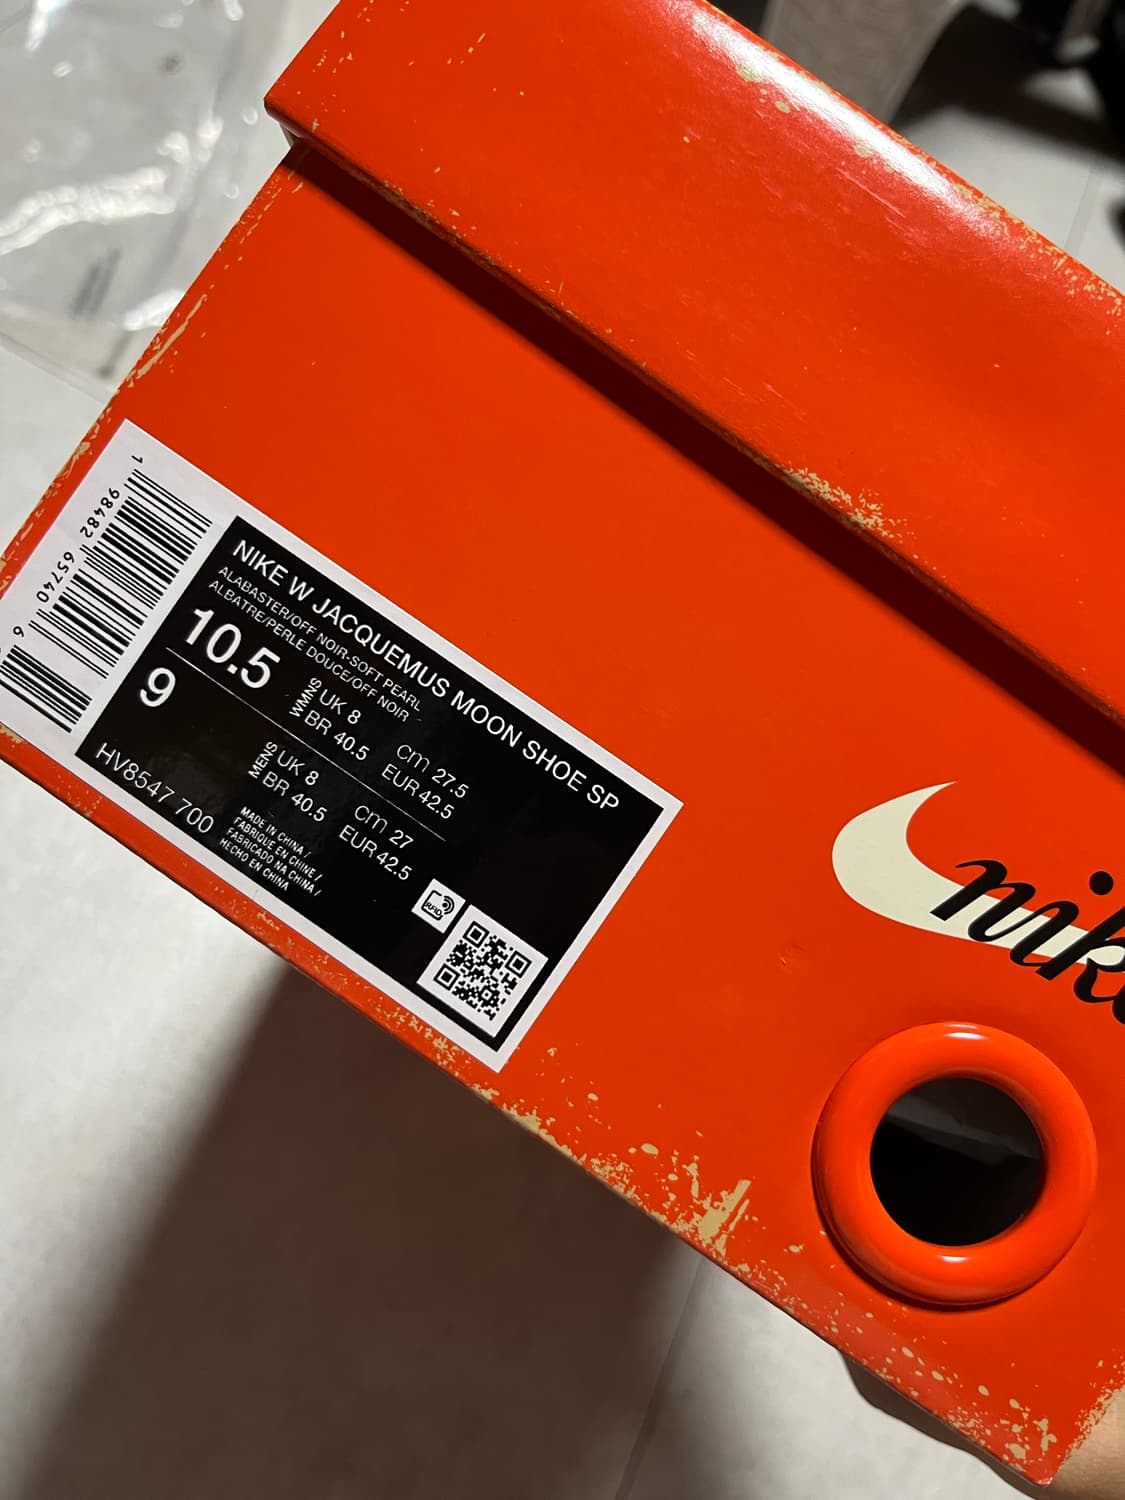 NIKE W JACQUEMUS MOON SHOE SP
ALABASTER/OFF NOIR-SOFT PEARL
ALBATRE/PERLE DOUCE/OFF NOIR
10.5
WMNS
UK 8
BR 40.5
cm 27.5
EUR 42.5
9
MENS
UK 8
BR 40.5
cm 27
EUR 42.5
HV8547 700
MADE IN CHINA /
FABRIQUE EN CHINE /
FABRICADO NA CHINA /
HECHO EN CHINA
RFID
1 98482 65740 6